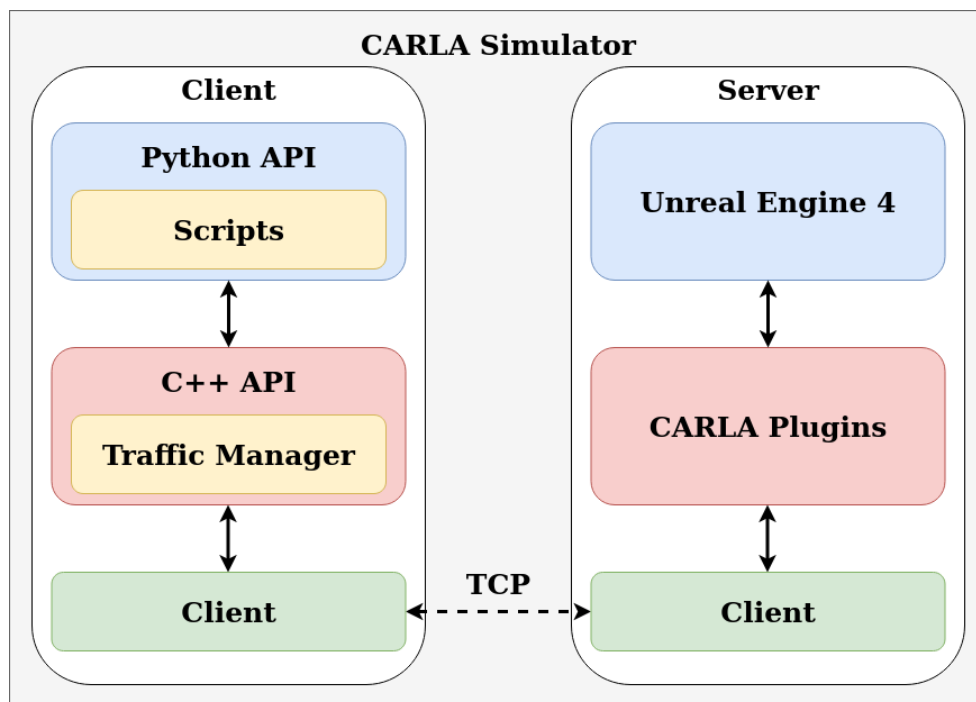 CARLA Simulator
Client
Python API
Scripts
C++ API
Traffic Manager
Client
TCP
Server
Unreal Engine 4
CARLA Plugins
Client